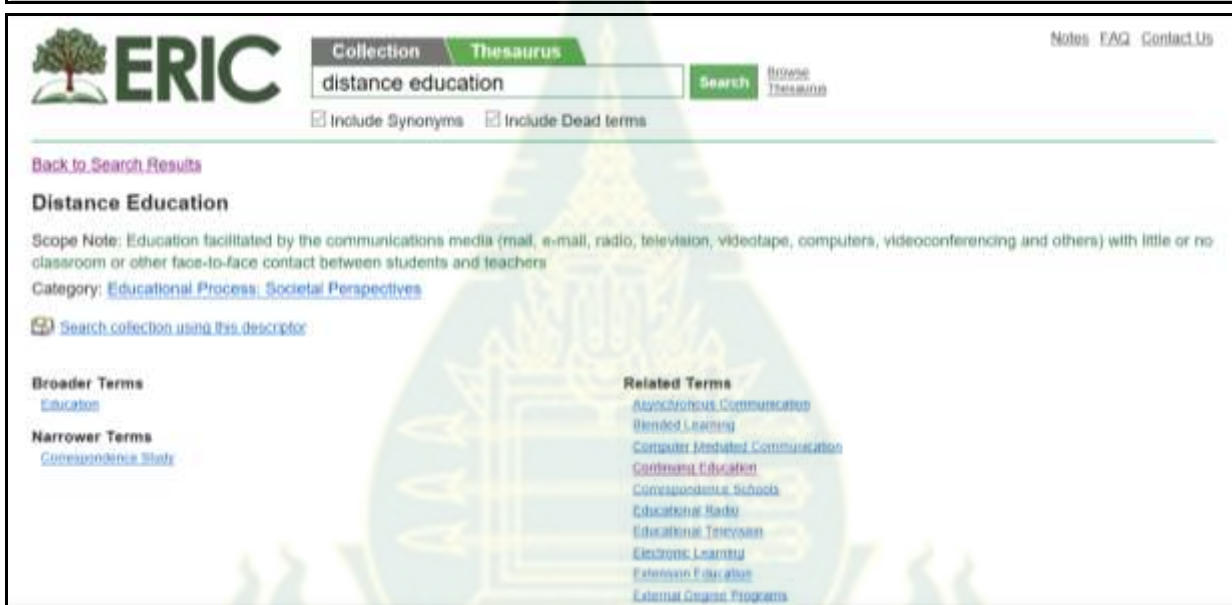 ERIC
Collection Thesaurus
Notes FAQ Contact Us
distance education
Search
Browse
Thesaurus
Include Synonyms Include Dead terms
Back to Search Results
Distance Education
Scope Note: Education facilitated by the communications media (mail, e-mail, radio, television, videotape, computers, videoconferencing and others) with little or no
classroom or other face-to-face contact between students and teachers
Category: Educational Process: Societal Perspectives
Search collection using this descriptor
Broader Terms
Education
Narrower Terms
Correspondence Study
Related Terms
Asynchronous Communication
Blended Learning
Computer Mediated Communication
Continuing Education
Correspondence Schools
Educational Radio
Educational Television
Electronic Learning
Extension Education
External Degree Programs